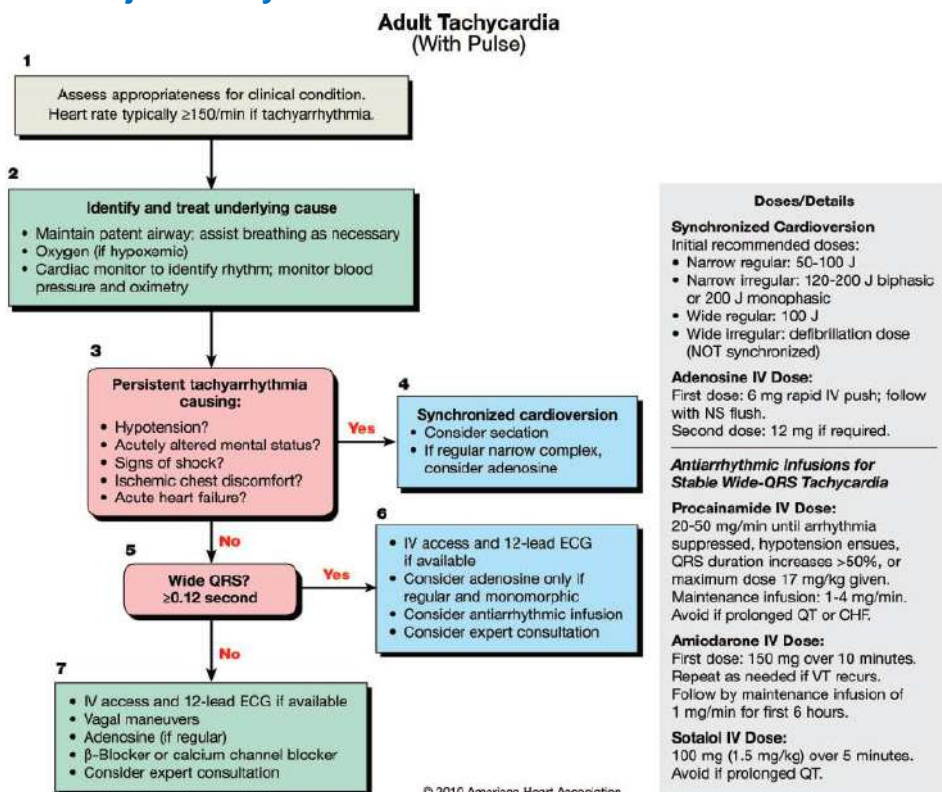 Adult Tachycardia
(With Pulse)
1
Assess appropriateness for clinical condition.
Heart rate typically ≥150/min if tachyarrhythmia.
2
Identify and treat underlying cause
• Maintain patent airway; assist breathing as necessary
• Oxygen (if hypoxemic)
• Cardiac monitor to identify rhythm; monitor blood
pressure and oximetry
3
Persistent tachyarrhythmia
causing:
• Hypotension?
• Acutely altered mental status?
• Signs of shock?
• Ischemic chest discomfort?
• Acute heart failure?
Yes
4
Synchronized cardioversion
• Consider sedation
• If regular narrow complex,
consider adenosine
No
5
Wide QRS?
≥0.12 second
Yes
6
• IV access and 12-lead ECG
if available
• Consider adenosine only if
regular and monomorphic
• Consider antiarrhythmic infusion
• Consider expert consultation
No
7
• IV access and 12-lead ECG if available
• Vagal maneuvers
• Adenosine (if regular)
• β-Blocker or calcium channel blocker
• Consider expert consultation
Doses/Details
Synchronized Cardioversion
Initial recommended doses:
• Narrow regular: 50-100 J
• Narrow irregular: 120-200 J biphasic
or 200 J monophasic
• Wide regular: 100 J
• Wide irregular: defibrillation dose
(NOT synchronized)
Adenosine IV Dose:
First dose: 6 mg rapid IV push; follow
with NS flush.
Second dose: 12 mg if required.
Antiarrhythmic Infusions for
Stable Wide-QRS Tachycardia
Procainamide IV Dose:
20-50 mg/min until arrhythmia
suppressed, hypotension ensues,
QRS duration increases >50%, or
maximum dose 17 mg/kg given.
Maintenance infusion: 1-4 mg/min.
Avoid if prolonged QT or CHF.
Amiodarone IV Dose:
First dose: 150 mg over 10 minutes.
Repeat as needed if VT recurs.
Follow by maintenance infusion of
1 mg/min for first 6 hours.
Sotalol IV Dose:
100 mg (1.5 mg/kg) over 5 minutes.
Avoid if prolonged QT.
© 2010 American Heart Association